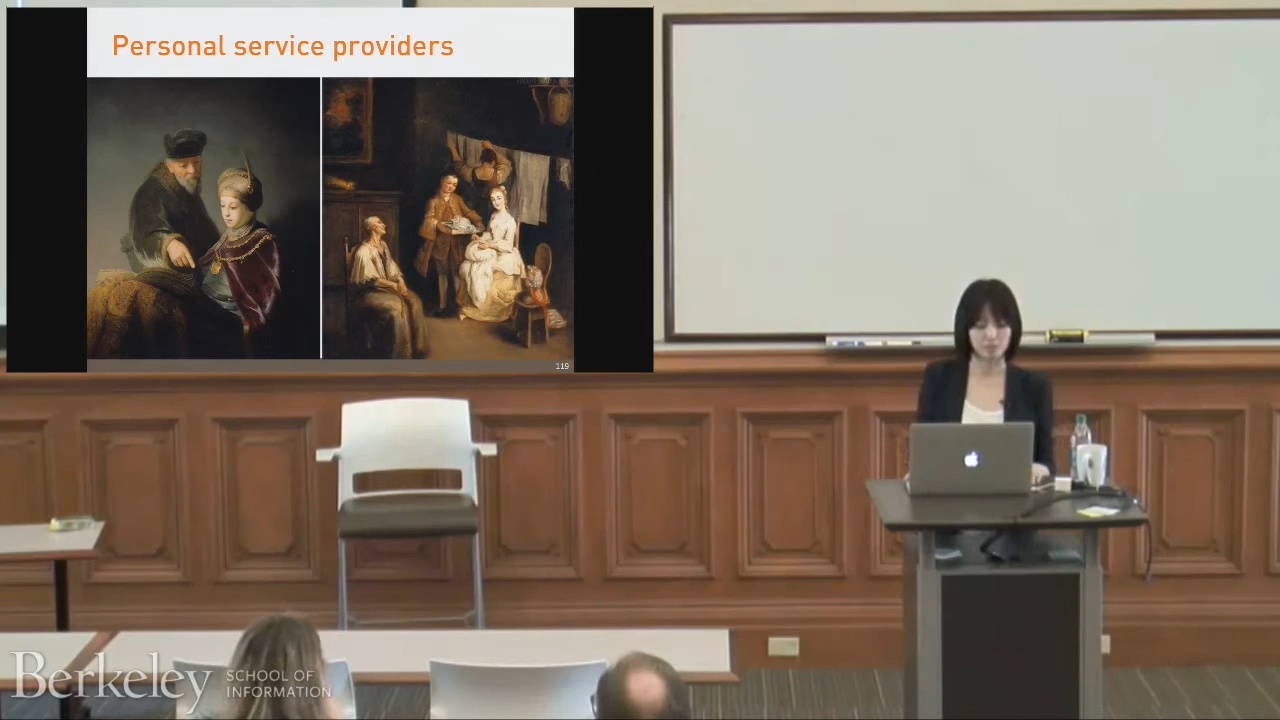 Personal service providers
119
Berkeley
SCHOOL OF
INFORMATION